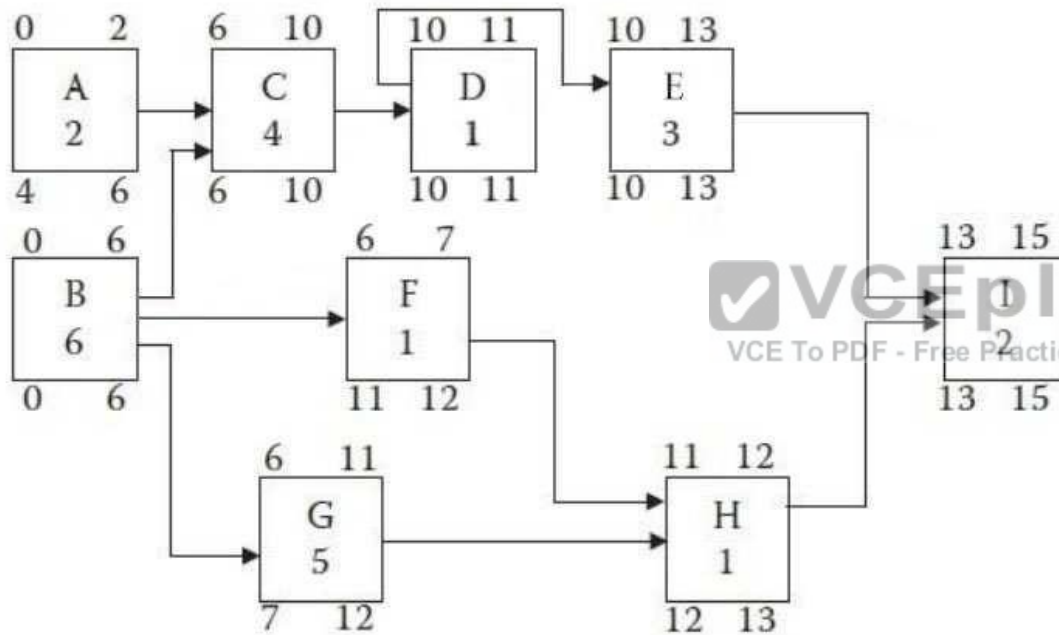 0 2 6 10 10 11 10 13
A C D E
2 4 1 3
4 6 6 10 10 11 10 13
0 6 6 7 13 15
B F I
6 1 2
0 6 11 12 13 15
VCEpl
VCE To PDF - Free Practi
6 11 11 12
G H
5 1
7 12 12 13